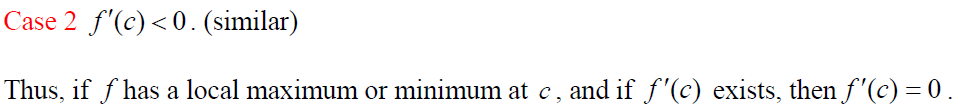 Case 2 f'(c) < 0. (similar)
Thus, if f has a local maximum or minimum at c, and if f'(c) exists, then f'(c) = 0.